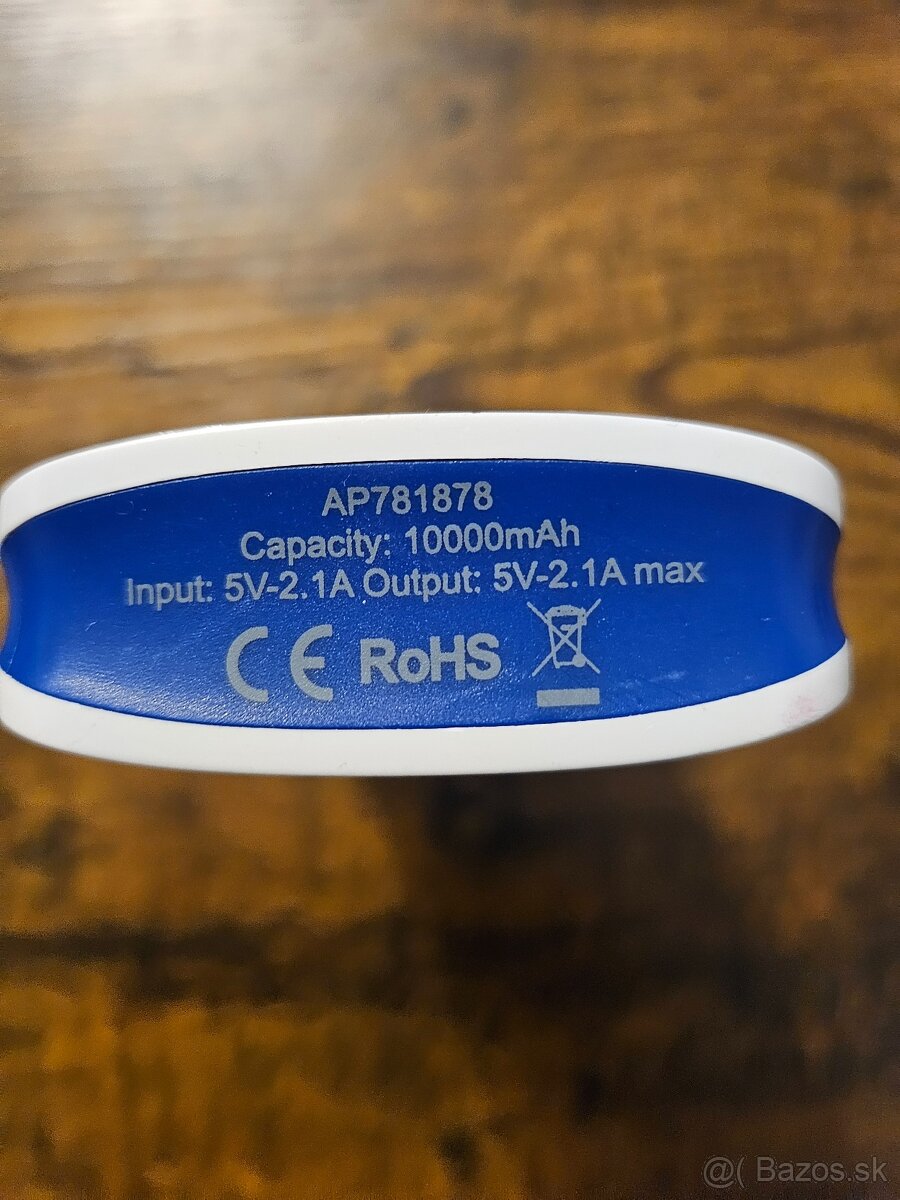 AP781878
Capacity: 10000mAh
Input: 5V-2.1A Output: 5V-2.1A max
CE RoHS
@( Bazos.sk